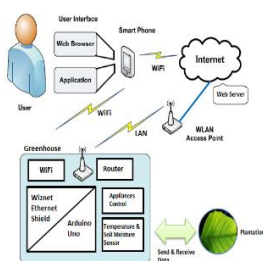 User Interface
Smart Phone
Web Browser
Application
WiFi
Internet
User
Web Server
WiFi
LAN
WLAN
Access Point
Greenhouse
WiFi
Router
Wiznet
Ethernet
Shield
Arduino
Uno
Appliances
Control
Temperature &
Soil Moisture
Sensor
Plantation
Send & Receive
Data